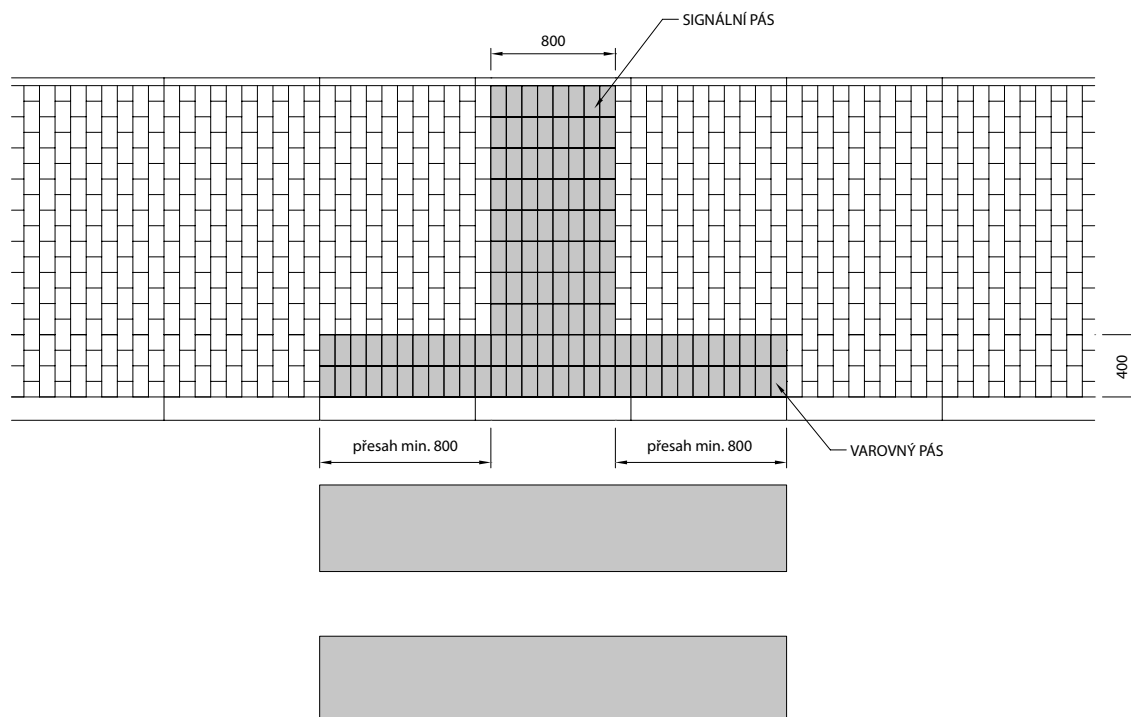 SIGNÁLNÍ PÁS
800
400
přesah min. 800
přesah min. 800
VAROVNÝ PÁS